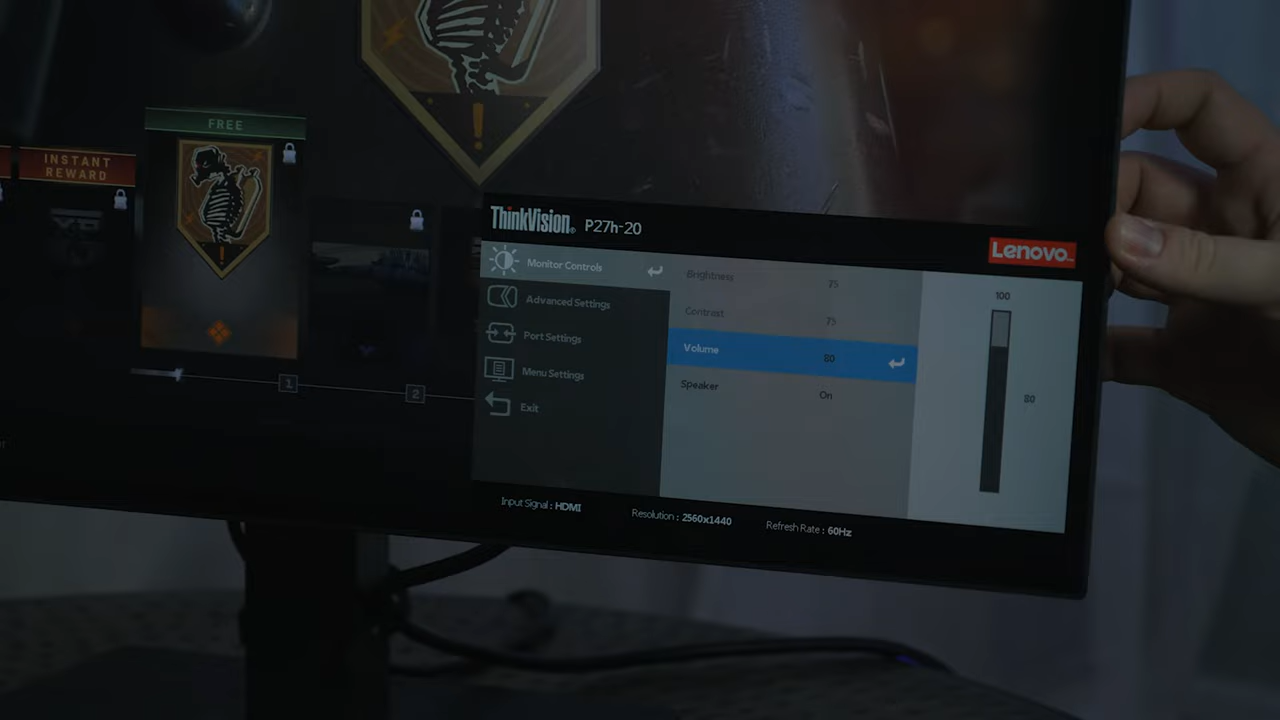 FREE
INSTANT
REWARD
1
2
ThinkVision P27h-20
Lenovo
Monitor Controls
Advanced Settings
Port Settings
Menu Settings
Exit
Brightness 75
Contrast 75
Volume 80
Speaker On
100
80
Input Signal : HDMI Resolution : 2560x1440 Refresh Rate : 60Hz